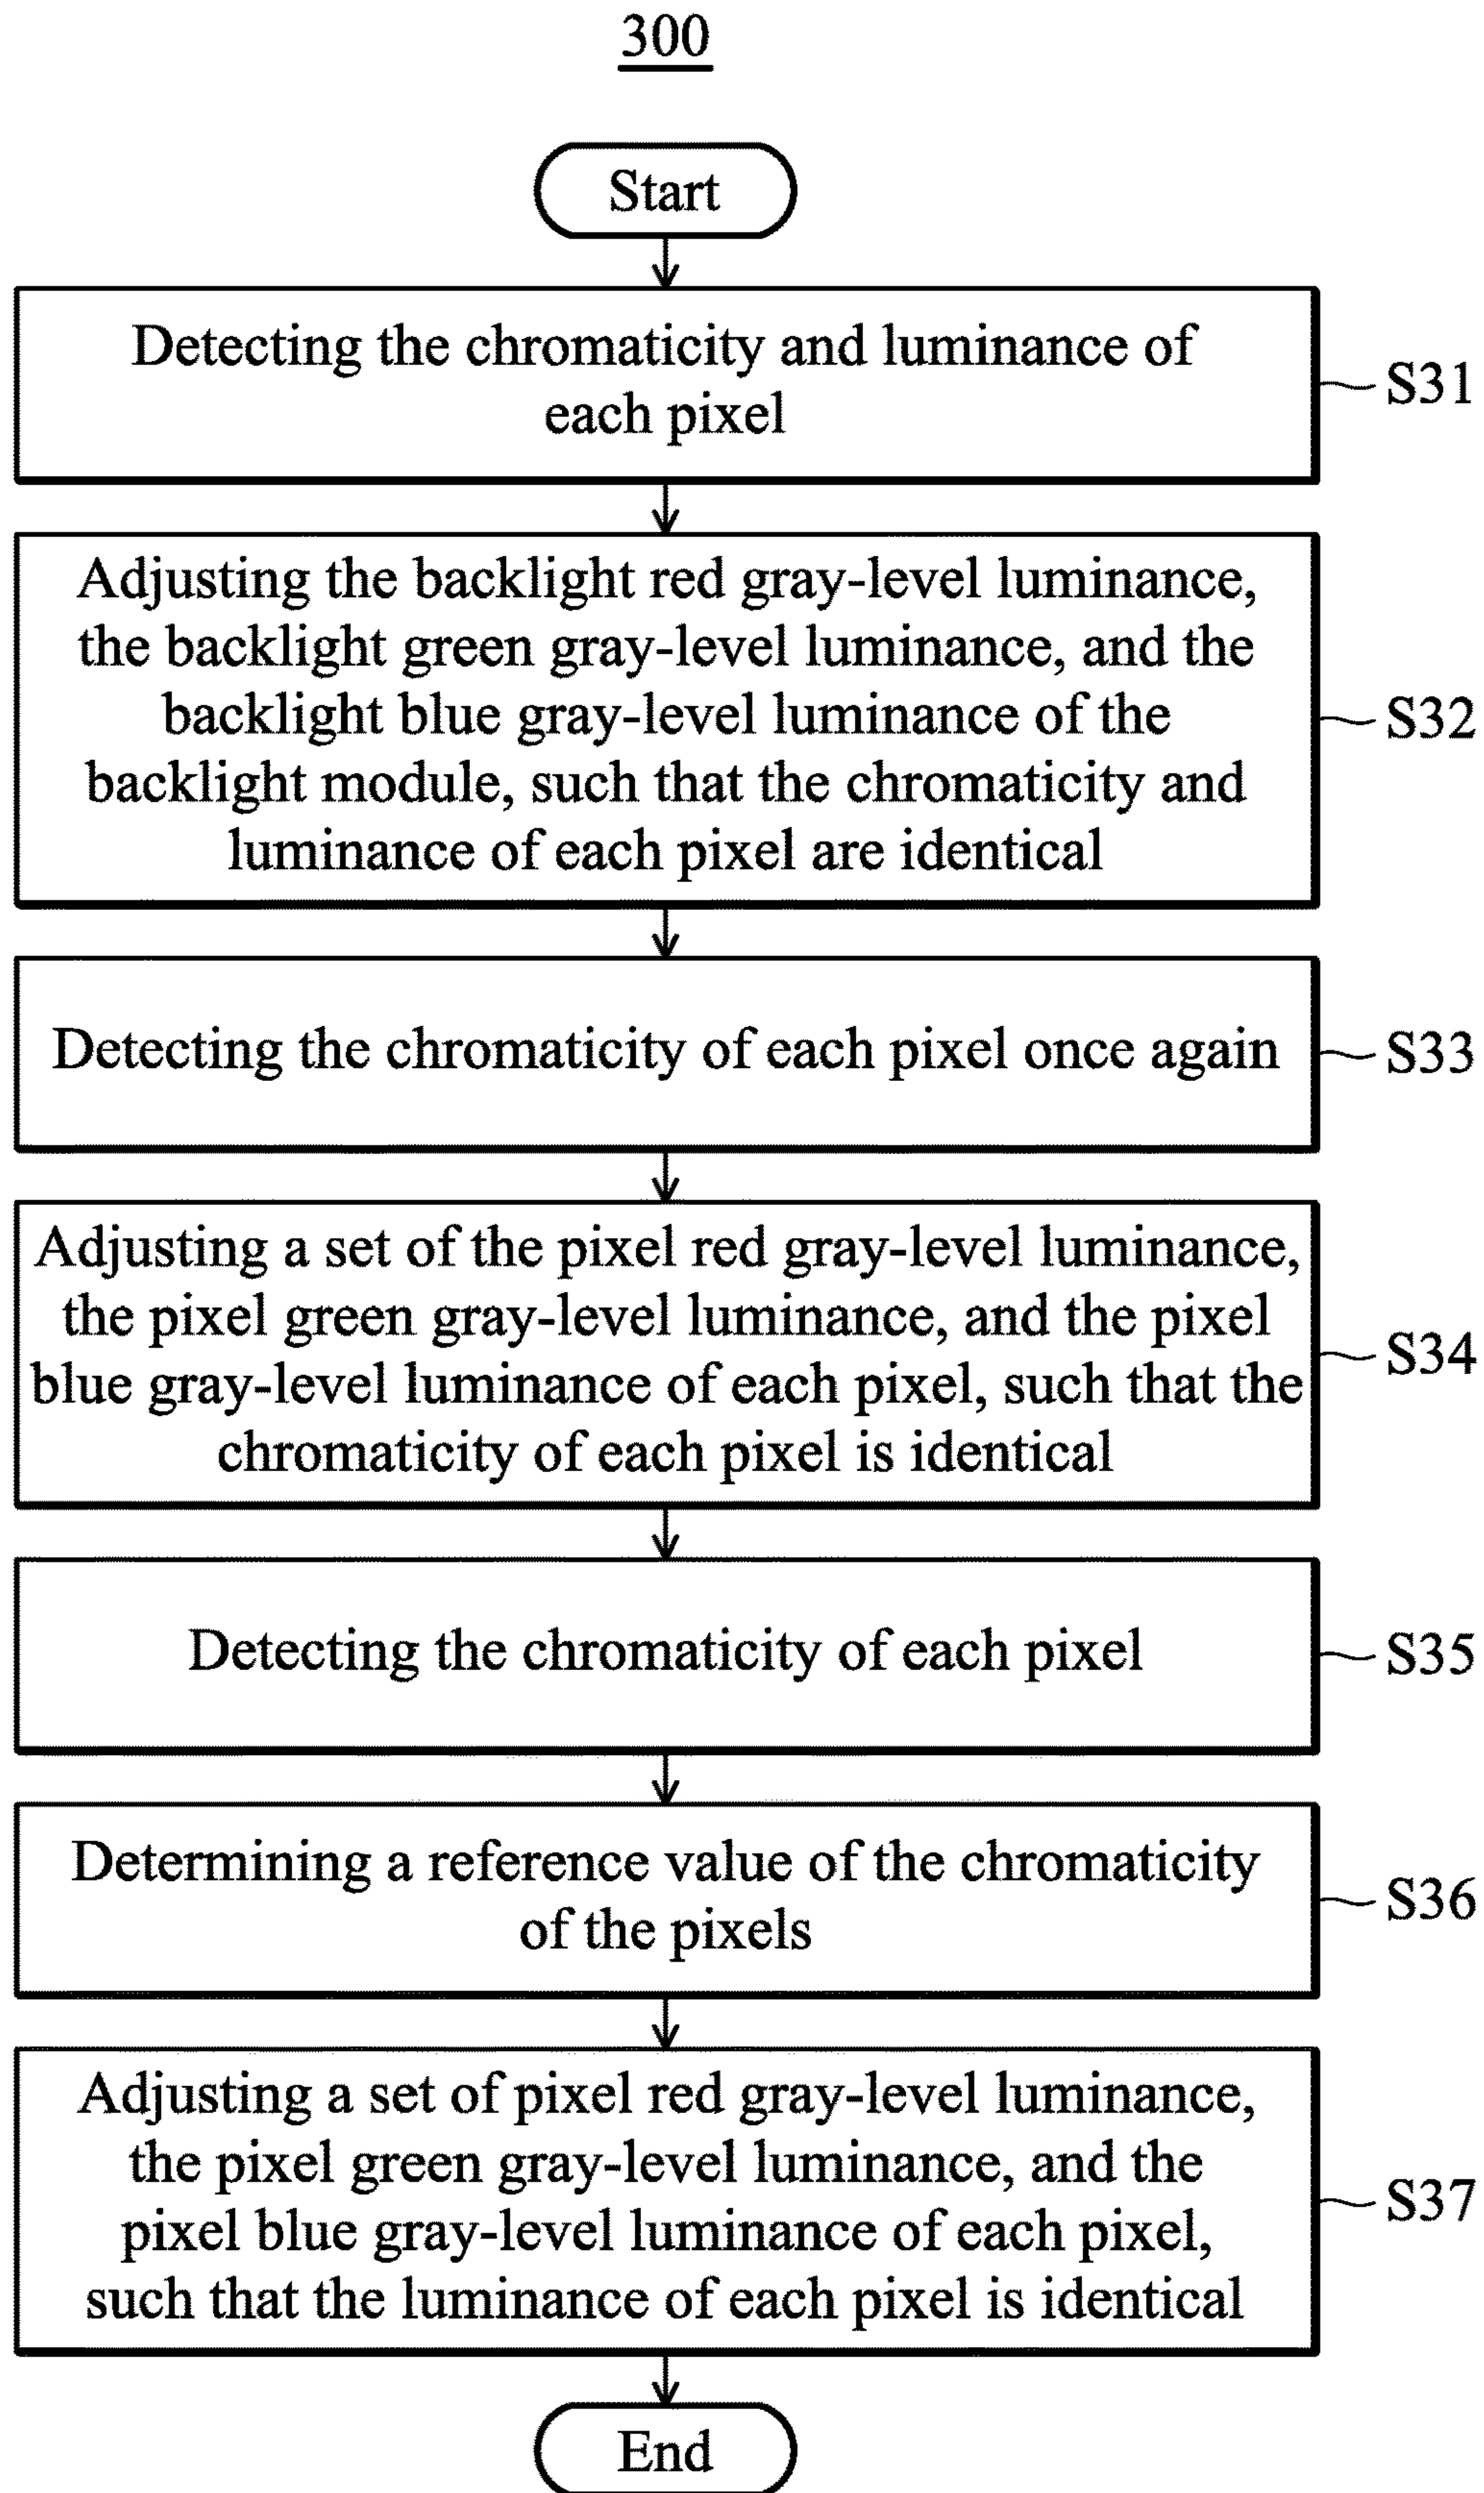 300
Start
Detecting the chromaticity and luminance of
each pixel
S31
Adjusting the backlight red gray-level luminance,
the backlight green gray-level luminance, and the
backlight blue gray-level luminance of the
backlight module, such that the chromaticity and
luminance of each pixel are identical
S32
Detecting the chromaticity of each pixel once again
S33
Adjusting a set of the pixel red gray-level luminance,
the pixel green gray-level luminance, and the pixel
blue gray-level luminance of each pixel, such that the
chromaticity of each pixel is identical
S34
Detecting the chromaticity of each pixel
S35
Determining a reference value of the chromaticity
of the pixels
S36
Adjusting a set of pixel red gray-level luminance,
the pixel green gray-level luminance, and the
pixel blue gray-level luminance of each pixel,
such that the luminance of each pixel is identical
S37
End